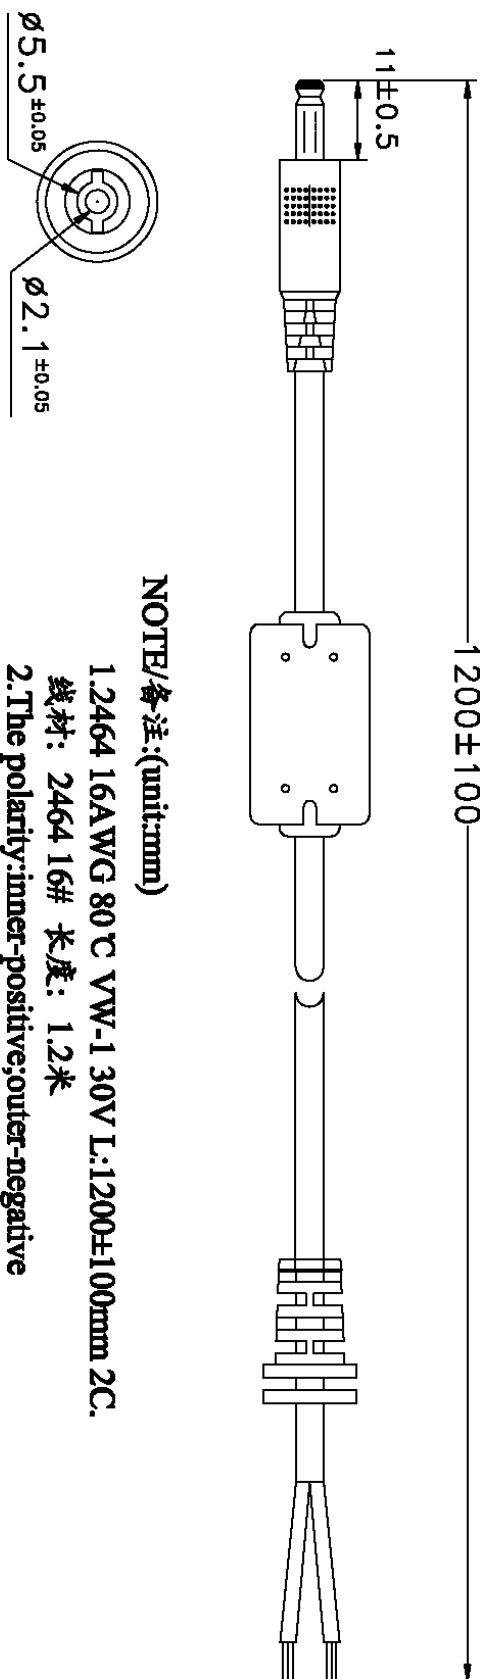 11±0.5
1200±100
ø5.5±0.05
ø2.1±0.05
NOTE/备注:(unit:mm)
1.2464 16AWG 80℃ VW-1 30V L:1200±100mm 2C.
线材: 2464 16# 长度: 1.2米
2.The polarity:inner-positive;outer-negative